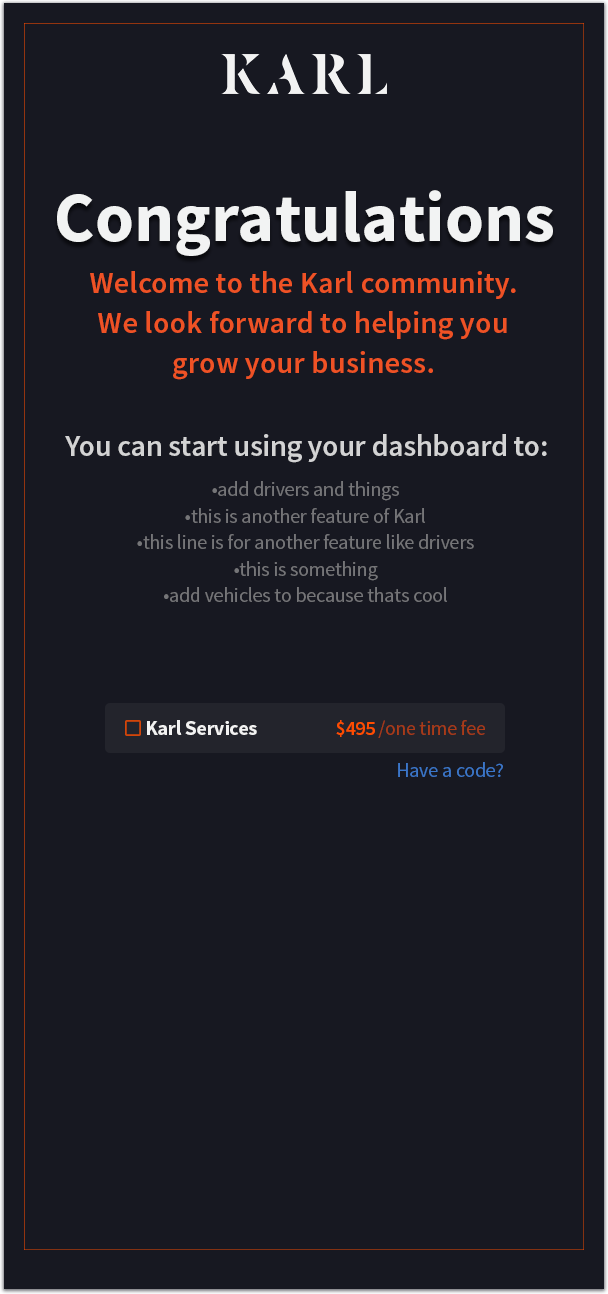 KARL
Congratulations
Welcome to the Karl community.
We look forward to helping you
grow your business.
You can start using your dashboard to:
•add drivers and things
•this is another feature of Karl
•this line is for another feature like drivers
•this is something
•add vehicles to because thats cool
Karl Services $495/one time fee
Have a code?